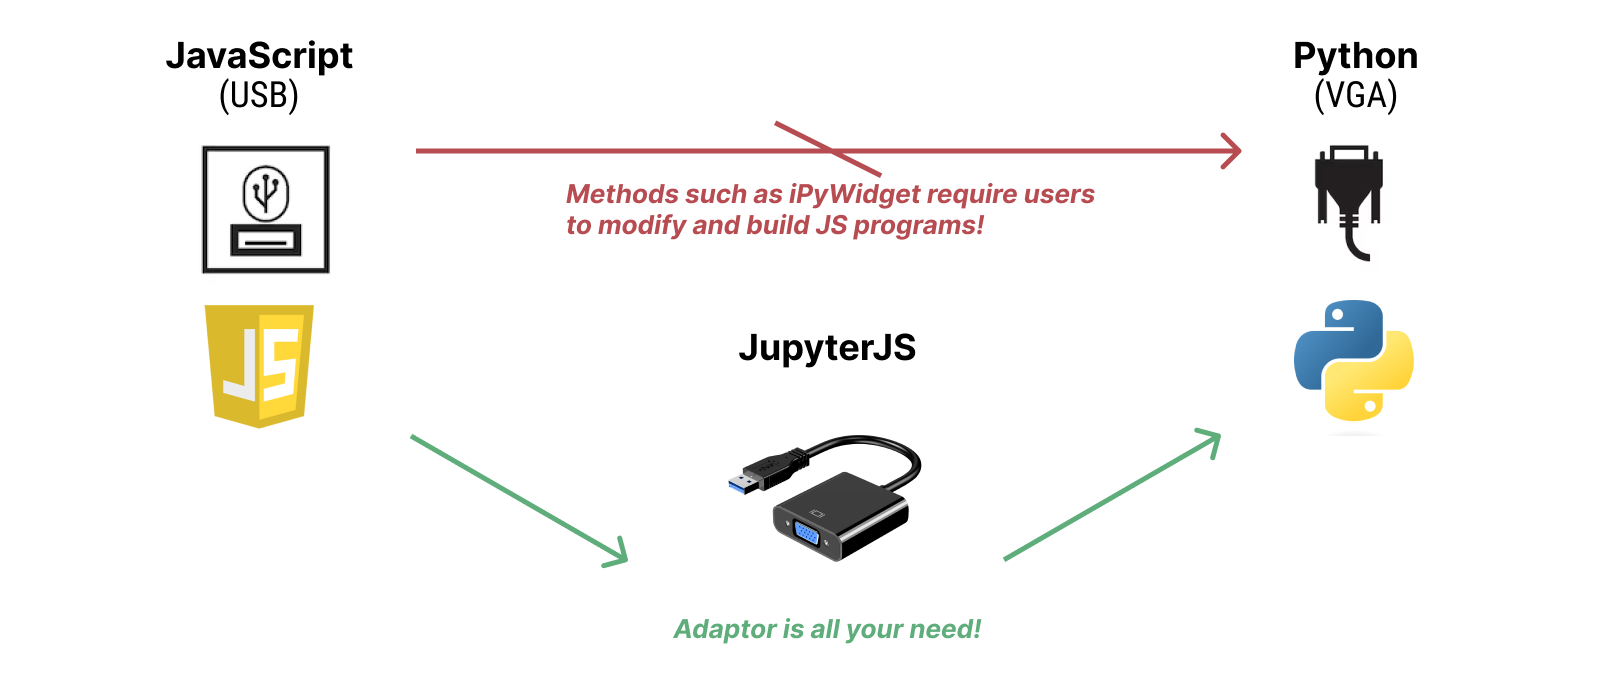 JavaScript
(USB)
Python
(VGA)
Methods such as iPyWidget require users
to modify and build JS programs!
JS
JupyterJS
Adaptor is all your need!